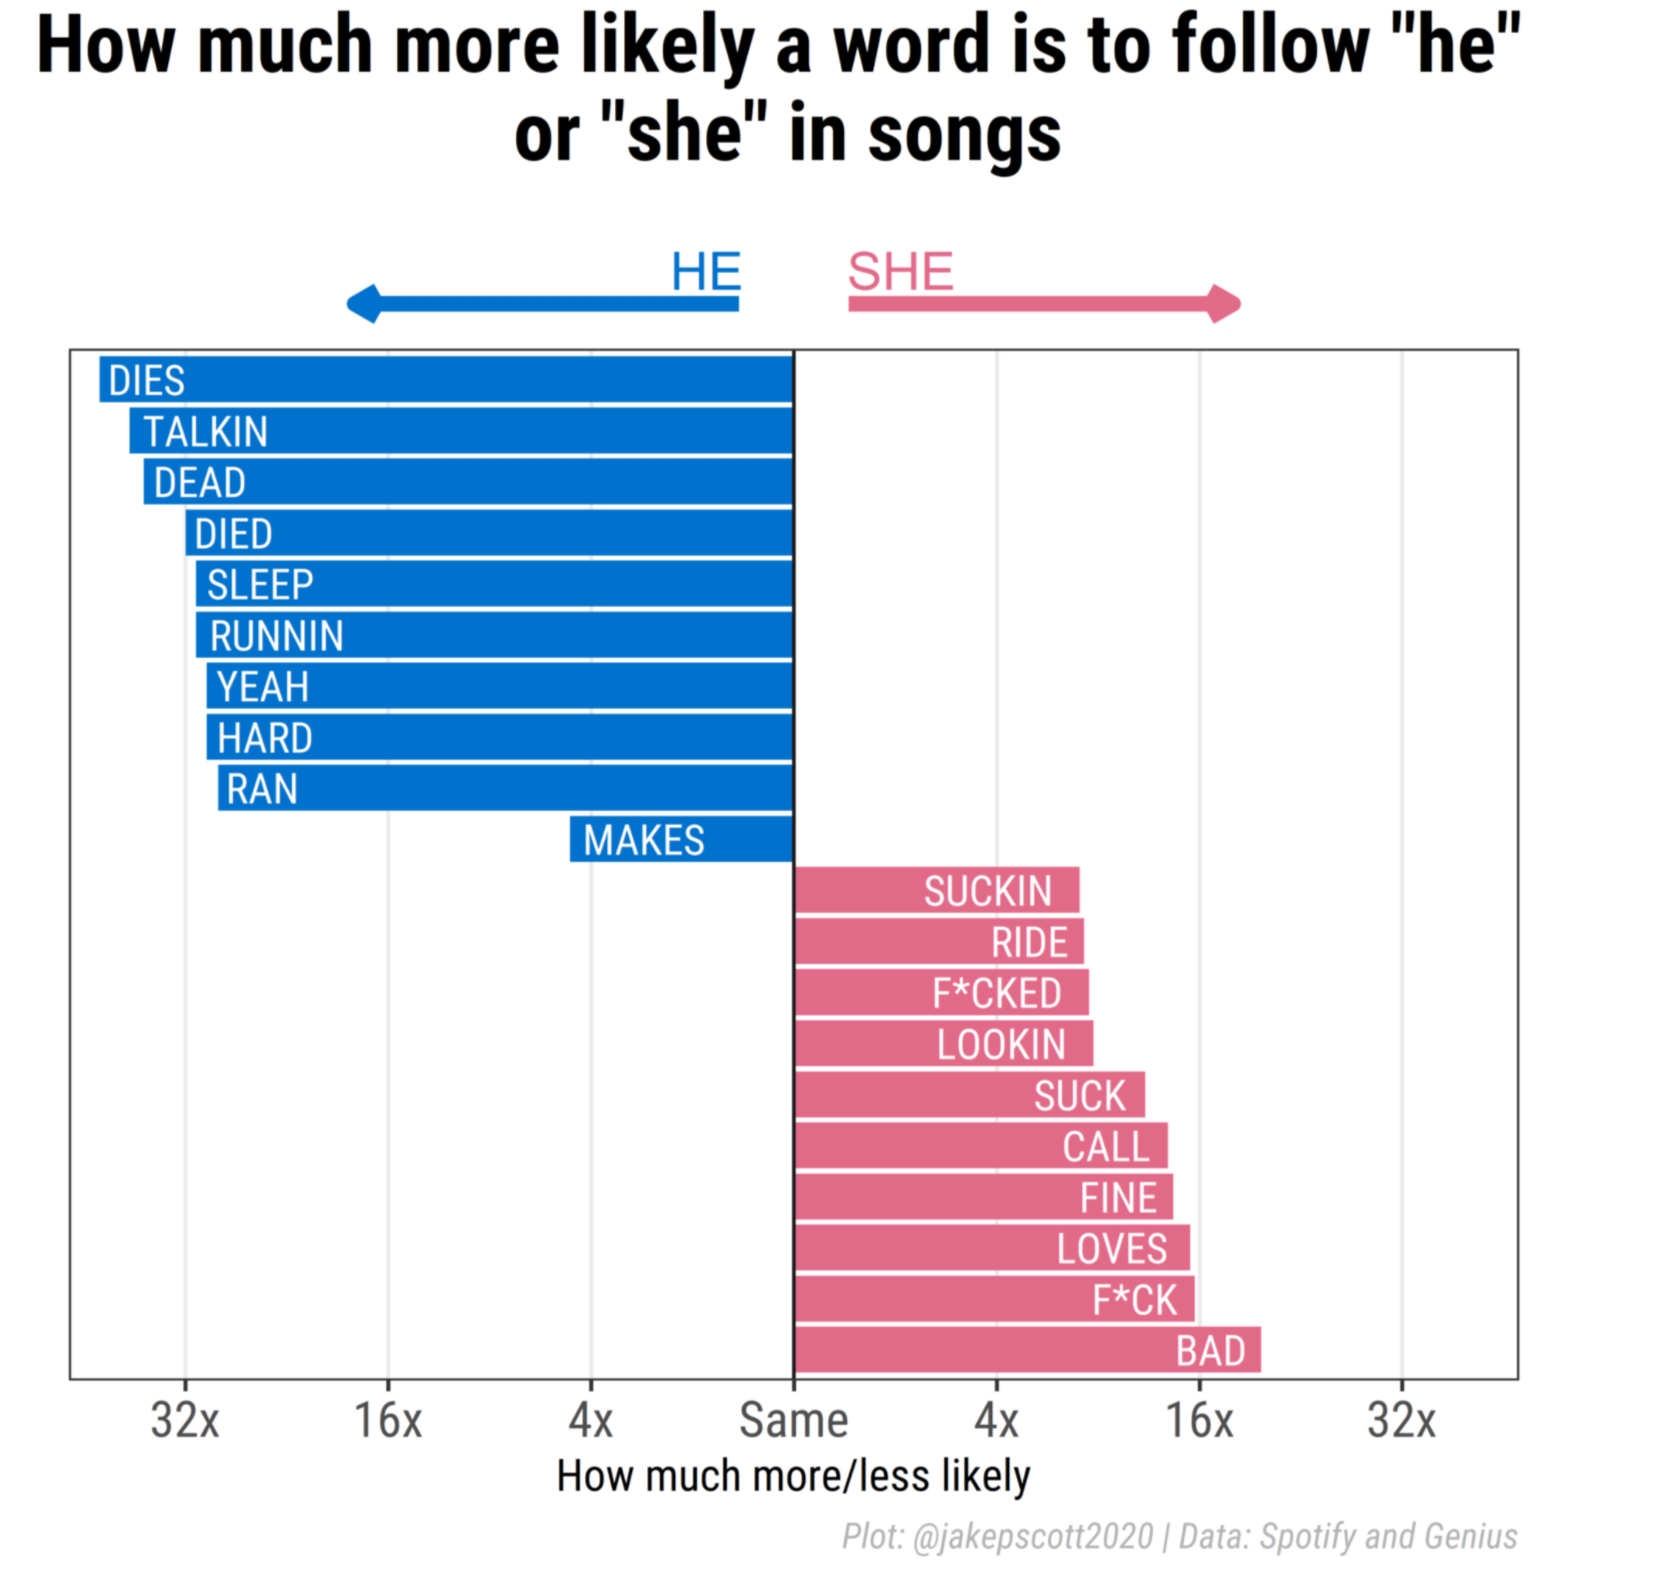 How much more likely a word is to follow "he"
or "she" in songs
HE
SHE
DIES
TALKIN
DEAD
DIED
SLEEP
RUNNIN
YEAH
HARD
RAN
MAKES
SUCKIN
RIDE
F*CKED
LOOKIN
SUCK
CALL
FINE
LOVES
F*CK
BAD
32x 16x 4x Same 4x 16x 32x
How much more/less likely
Plot: @jakepscott2020 | Data: Spotify and Genius